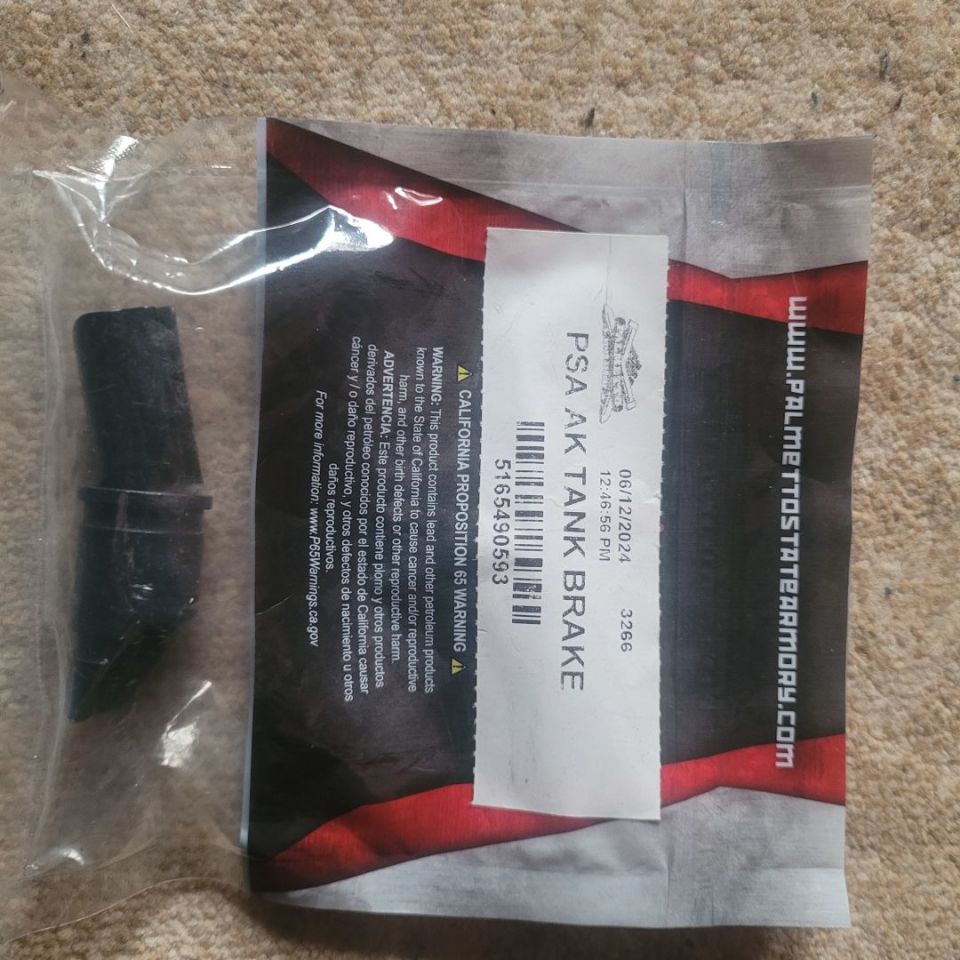 www.PALMETTOSTATEARMORY.COM
06/12/2024 3266
12:46:56 PM
PSA AK TANK BRAKE
5165490593
CALIFORNIA PROPOSITION 65 WARNING
WARNING: This product contains lead and other petroleum products
known to the State of California to cause cancer and/or reproductive
harm, and other birth defects or other reproductive harm.
ADVERTENCIA: Este producto contiene plomo y otros productos
derivados del petróleo conocidos por el estado de California causar
cáncer y / o daño reproductivo, y otros defectos de nacimiento u otros
daños reproductivos.
For more information: www.P65Warnings.ca.gov